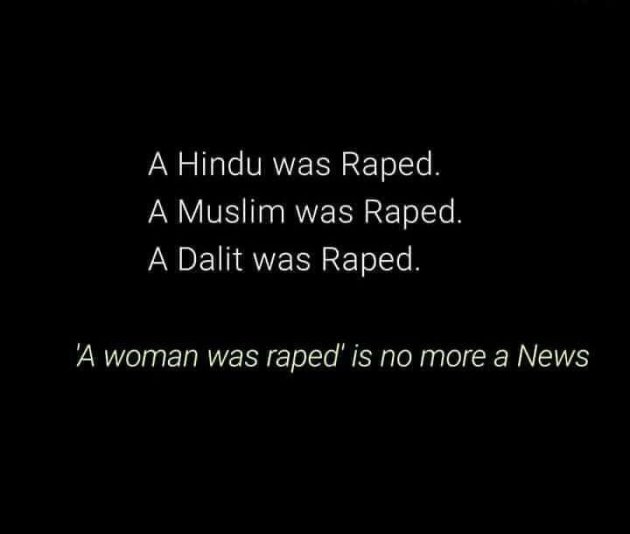 A Hindu was Raped.
A Muslim was Raped.
A Dalit was Raped.
'A woman was raped' is no more a News